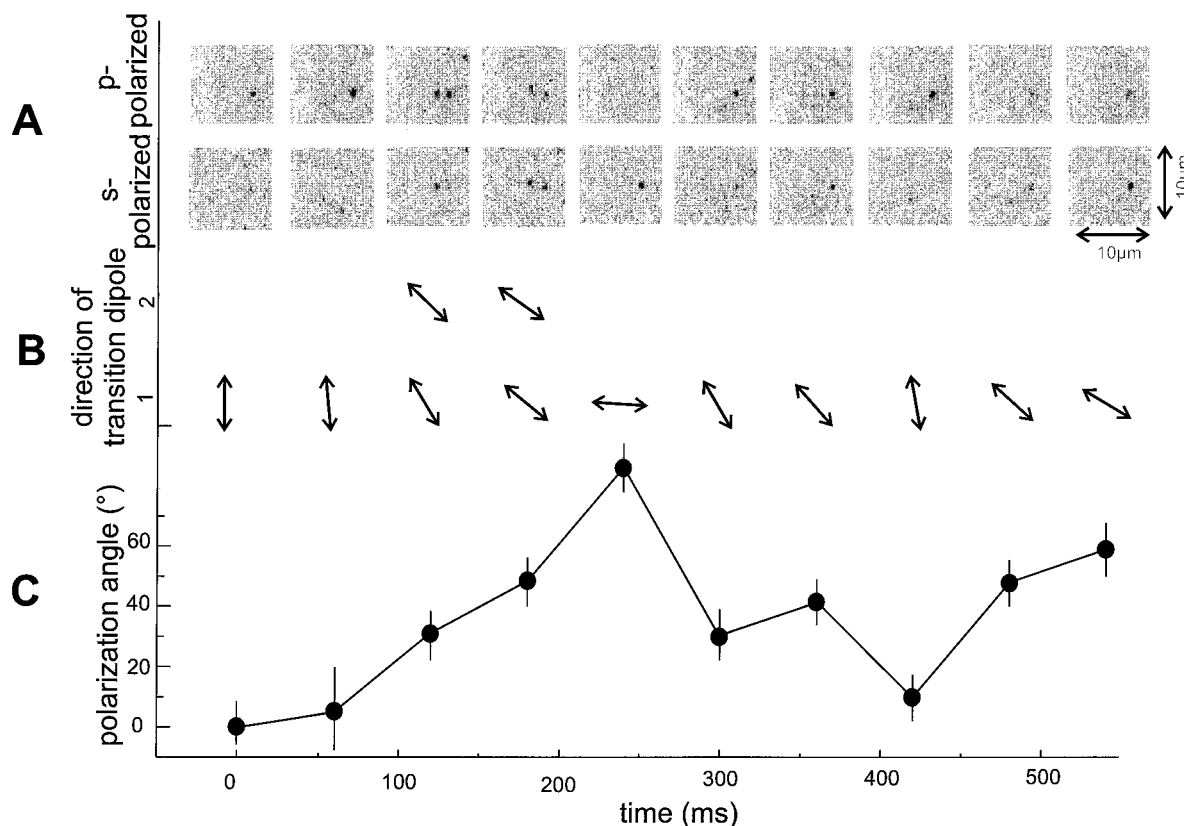 A
p-
polarized
s-
polarized
10µm
10µm
B
direction of
transition dipole
2
1
C
polarization angle (°)
60
40
20
0
0
100
200
300
400
500
time (ms)